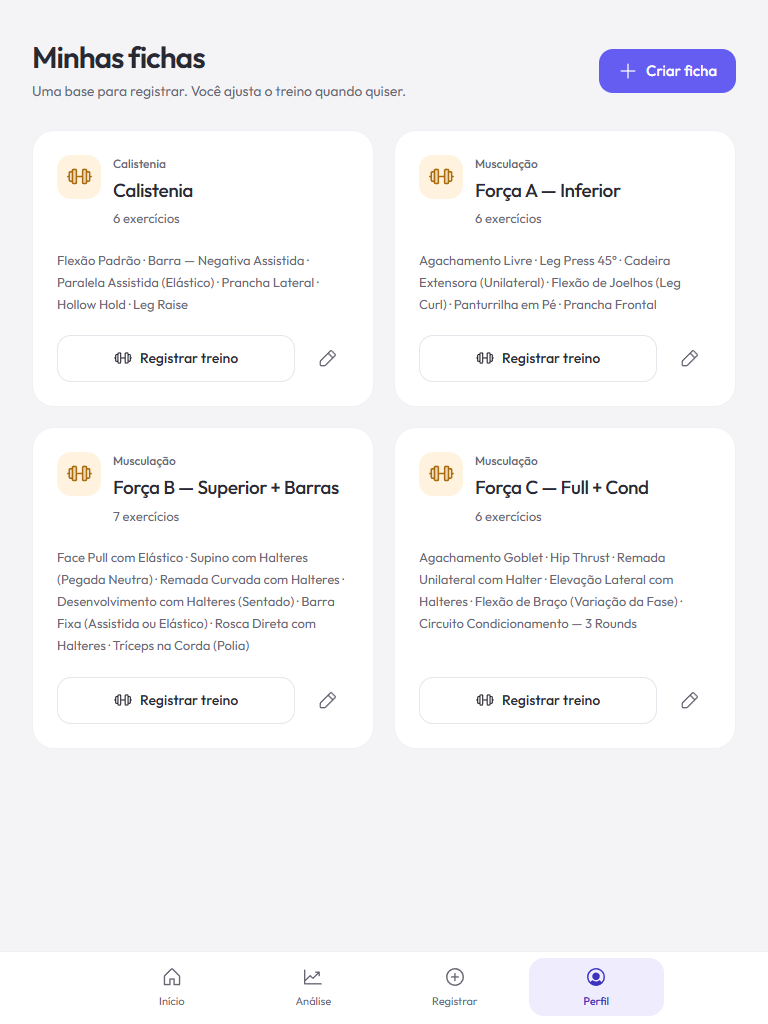 Minhas fichas
Uma base para registrar. Você ajusta o treino quando quiser.
Criar ficha
Calistenia
Calistenia
6 exercícios
Flexão Padrão · Barra — Negativa Assistida ·
Paralela Assistida (Elástico) · Prancha Lateral ·
Hollow Hold · Leg Raise
Registrar treino
Musculação
Força A — Inferior
6 exercícios
Agachamento Livre · Leg Press 45° · Cadeira
Extensora (Unilateral) · Flexão de Joelhos (Leg
Curl) · Panturrilha em Pé · Prancha Frontal
Registrar treino
Musculação
Força B — Superior + Barras
7 exercícios
Face Pull com Elástico · Supino com Halteres
(Pegada Neutra) · Remada Curvada com Halteres ·
Desenvolvimento com Halteres (Sentado) · Barra
Fixa (Assistida ou Elástico) · Rosca Direta com
Halteres · Tríceps na Corda (Polia)
Registrar treino
Musculação
Força C — Full + Cond
6 exercícios
Agachamento Goblet · Hip Thrust · Remada
Unilateral com Halter · Elevação Lateral com
Halteres · Flexão de Braço (Variação da Fase) ·
Circuito Condicionamento — 3 Rounds
Registrar treino
Início
Análise
Registrar
Perfil